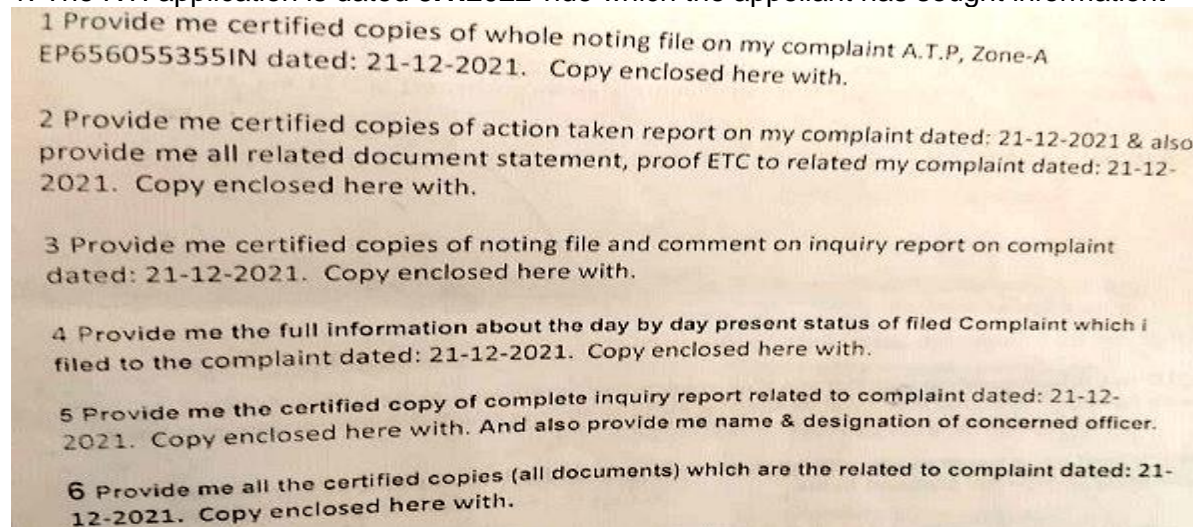 1 Provide me certified copies of whole noting file on my complaint A.T.P, Zone-A
EP656055355IN dated: 21-12-2021. Copy enclosed here with.
2 Provide me certified copies of action taken report on my complaint dated: 21-12-2021 & also
provide me all related document statement, proof ETC to related my complaint dated: 21-12-
2021. Copy enclosed here with.
3 Provide me certified copies of noting file and comment on inquiry report on complaint
dated: 21-12-2021. Copy enclosed here with.
4 Provide me the full information about the day by day present status of filed Complaint which i
filed to the complaint dated: 21-12-2021. Copy enclosed here with.
5 Provide me the certified copy of complete inquiry report related to complaint dated: 21-12-
2021. Copy enclosed here with. And also provide me name & designation of concerned officer.
6 Provide me all the certified copies (all documents) which are the related to complaint dated: 21-
12-2021. Copy enclosed here with.